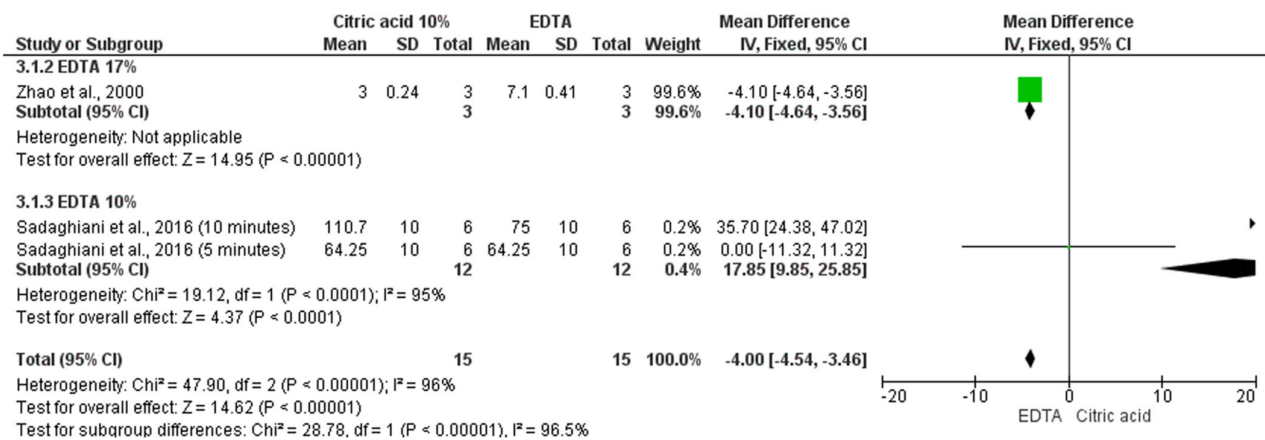 Citric acid 10% EDTA Mean Difference Mean Difference
Study or Subgroup Mean SD Total Mean SD Total Weight IV, Fixed, 95% CI IV, Fixed, 95% CI
3.1.2 EDTA 17%
Zhao et al., 2000 3 0.24 3 7.1 0.41 3 99.6% -4.10 [-4.64, -3.56]
Subtotal (95% CI) 3 3 99.6% -4.10 [-4.64, -3.56]
Heterogeneity: Not applicable
Test for overall effect: Z = 14.95 (P < 0.00001)
3.1.3 EDTA 10%
Sadaghiani et al., 2016 (10 minutes) 110.7 10 6 75 10 6 0.2% 35.70 [24.38, 47.02]
Sadaghiani et al., 2016 (5 minutes) 64.25 10 6 64.25 10 6 0.2% 0.00 [-11.32, 11.32]
Subtotal (95% CI) 12 12 0.4% 17.85 [9.85, 25.85]
Heterogeneity: Chi² = 19.12, df = 1 (P < 0.0001); I² = 95%
Test for overall effect: Z = 4.37 (P < 0.0001)
Total (95% CI) 15 15 100.0% -4.00 [-4.54, -3.46]
Heterogeneity: Chi² = 47.90, df = 2 (P < 0.00001); I² = 96%
Test for overall effect: Z = 14.62 (P < 0.00001)
Test for subgroup differences: Chi² = 28.78, df = 1 (P < 0.00001), I² = 96.5%
-20 -10 0 10 20
EDTA Citric acid